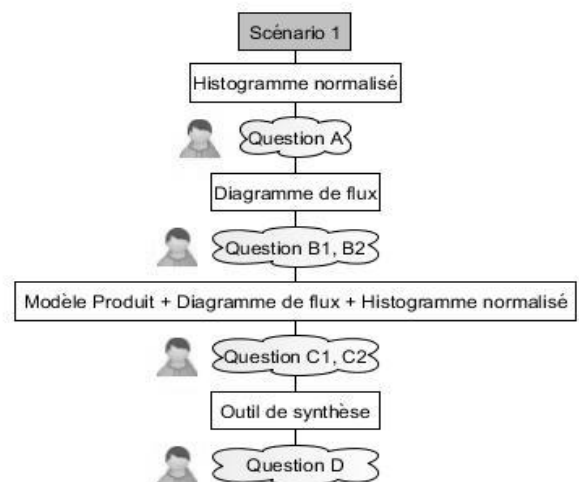 Scénario 1
Histogramme normalisé
Question A
Diagramme de flux
Question B1, B2
Modèle Produit + Diagramme de flux + Histogramme normalisé
Question C1, C2
Outil de synthèse
Question D